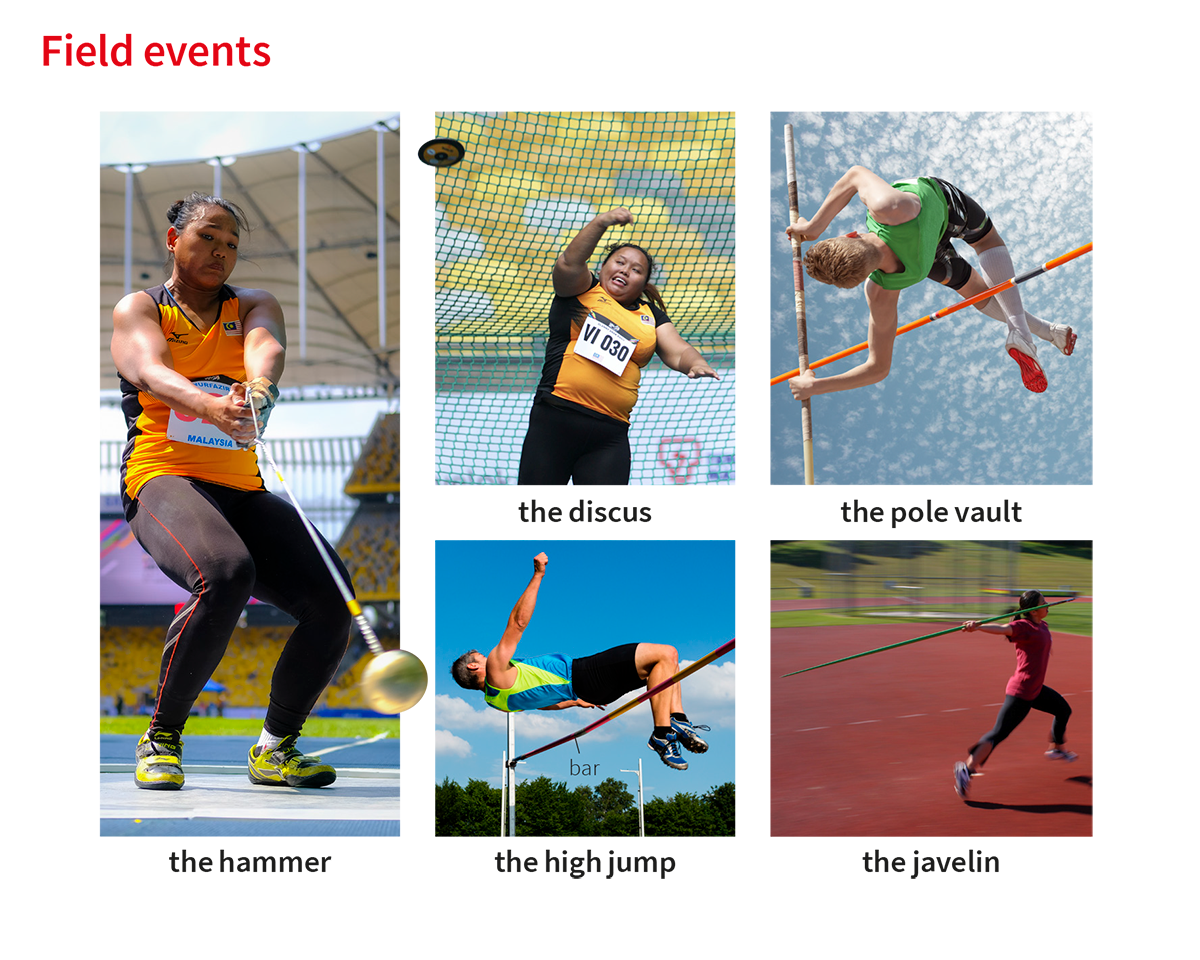 Field events
MALAYSIA
the hammer
VI 030
the discus
the pole vault
bar
the high jump
the javelin